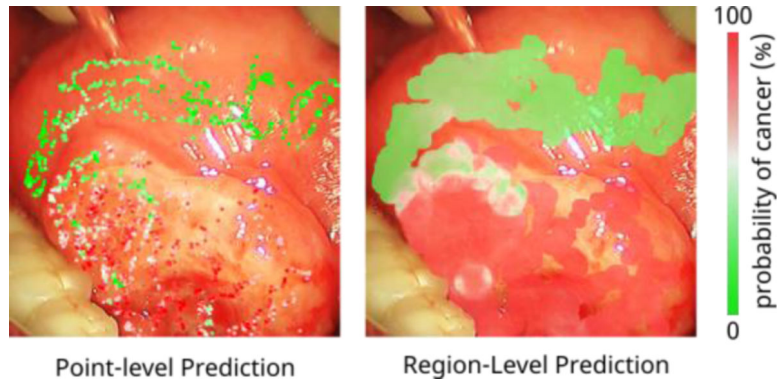 100
probability of cancer (%)
0
Point-level Prediction
Region-Level Prediction